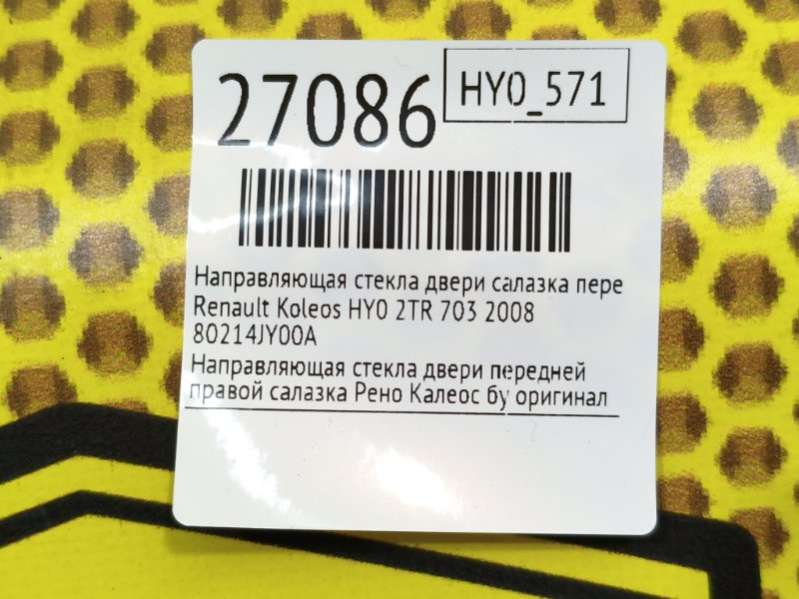 27086
HY0_571
Направляющая стекла двери салазка пере
Renault Koleos HY0 2TR 703 2008
80214JY00A
Направляющая стекла двери передней
правой салазка Рено Калеос бу оригинал